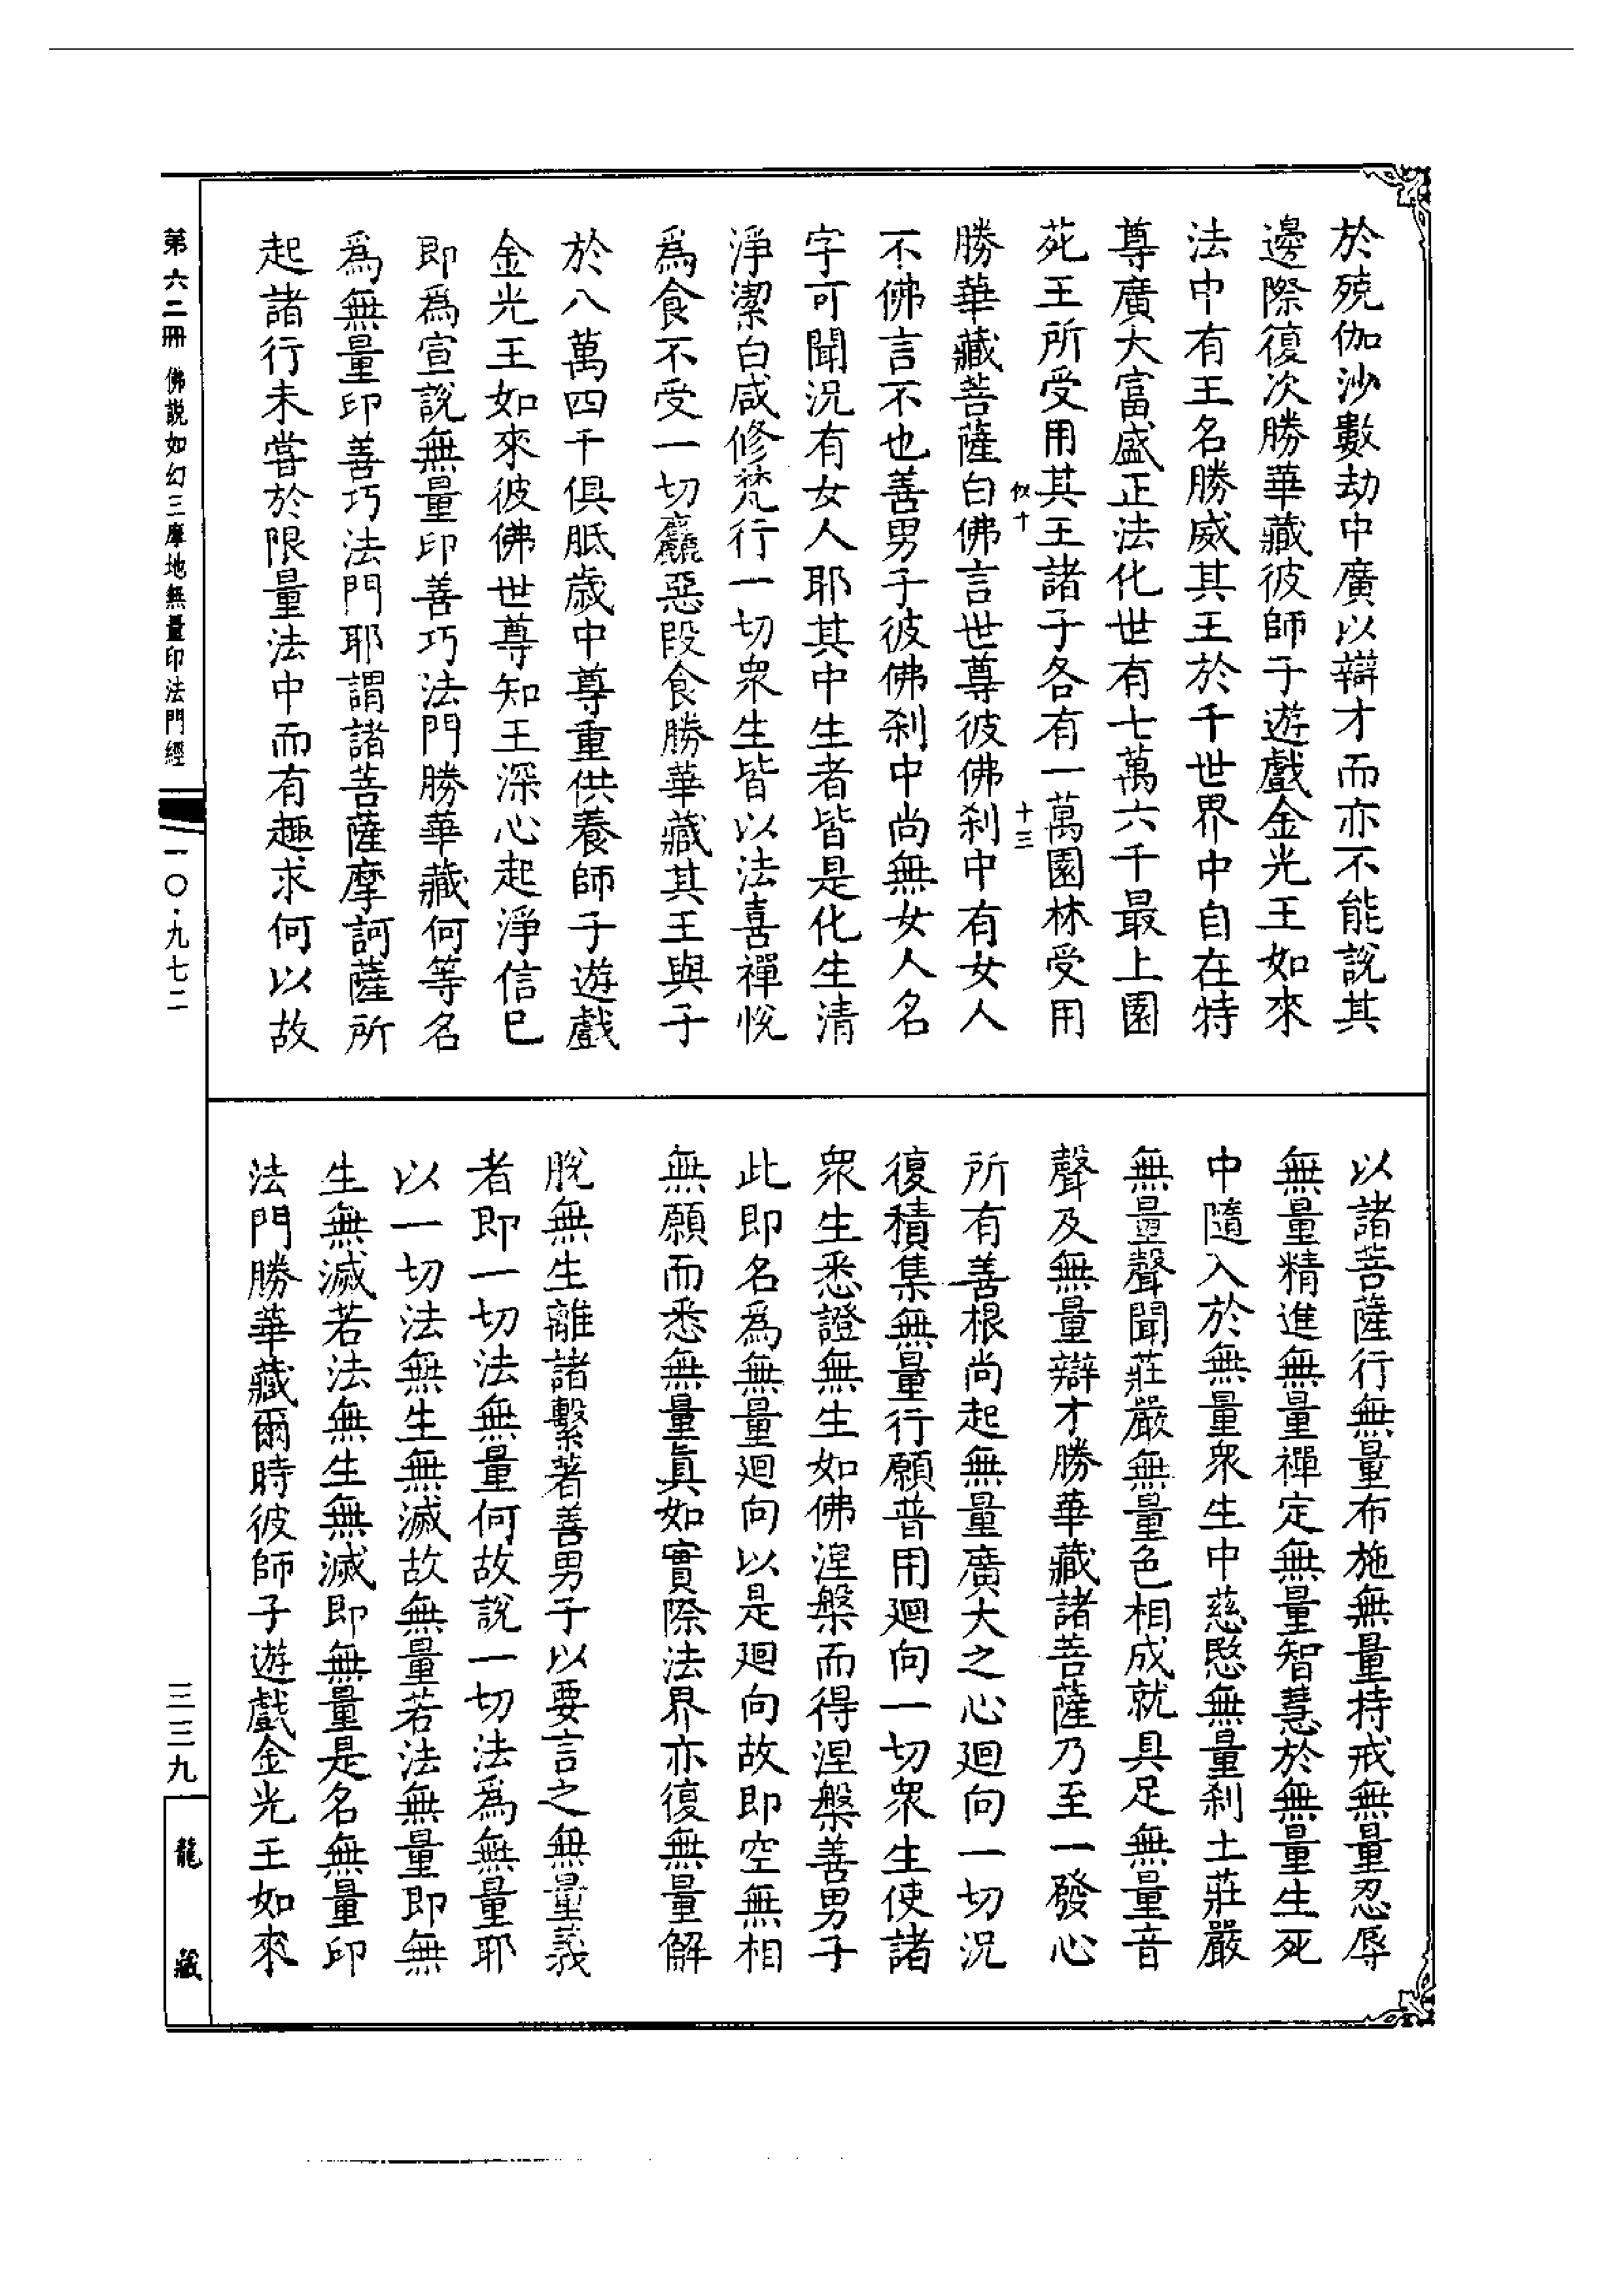 於殑伽沙數劫中廣以辯才而亦不能說其
邊際復次勝華藏彼師子遊戲金光王如來
法中有王名勝威其王於千世界中自在特
尊廣大富盛正法化世有七萬六千最上園
苑王所受用其王諸子各有一萬園林受用
十三
勝華藏菩薩白佛言世尊彼佛剎中有女人
不佛言不也善男子彼佛剎中尚無女人名
字可聞況有女人耶其中生者皆是化生清
淨潔白咸修梵行一切眾生皆以法喜禪悅
爲食不受一切麤惡段食勝華藏其王與子
於八萬四千俱胝歲中尊重供養師子遊戲
金光王如來彼佛世尊知王深心起淨信已
即爲宣說無量印善巧法門勝華藏何等名
爲無量印善巧法門耶謂諸菩薩摩訶薩所
起諸行未嘗於限量法中而有趣求何以故
以諸菩薩行無量布施無量持戒無量忍辱
無量精進無量禪定無量智慧於無量生死
中隨入於無量眾生中慈愍無量剎土莊嚴
無量聲聞莊嚴無量色相成就具足無量音
聲及無量辯才勝華藏諸菩薩乃至一發心
所有善根尚起無量廣大之心迴向一切況
復積集無量行願普用迴向一切眾生使諸
眾生悉證無生如佛涅槃而得涅槃善男子
此即名爲無量迴向以是迴向故即空無相
無願而悉無量真如實際法界亦復無量解
脫無生離諸繫著善男子以要言之無量義
者即一切法無量何故說一切法爲無量耶
以一切法無生無滅故無量若法無量即無
生無滅若法無生無滅即無量是名無量印
法門勝華藏爾時彼師子遊戲金光王如來
第六二冊 佛說如幻三摩地無量印法門經
一〇·九七二
三三九
龍藏